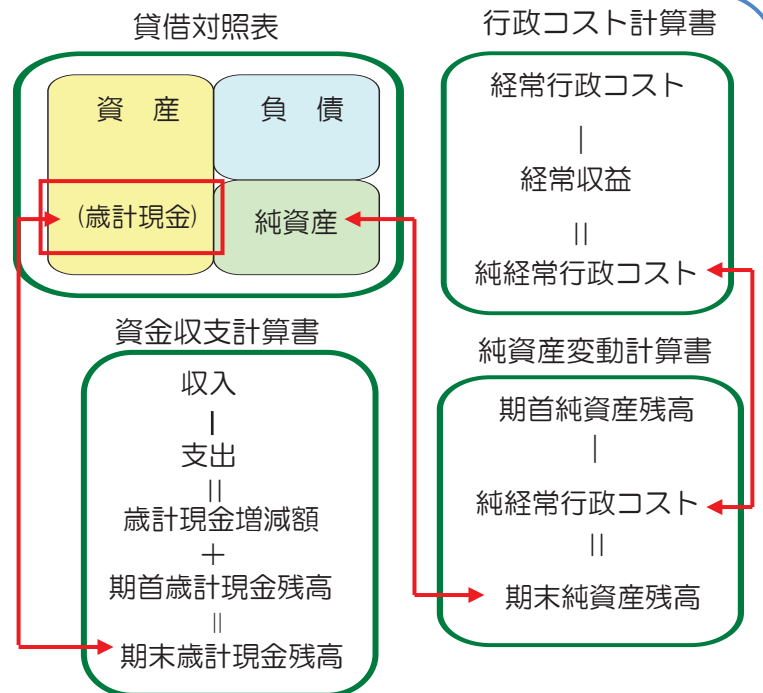 貸借対照表
資　産
負　債
(歳計現金)
純資産
行政コスト計算書
経常行政コスト
｜
経常収益
||
純経常行政コスト
資金収支計算書
収入
｜
支出
||
歳計現金増減額
＋
期首歳計現金残高
||
期末歳計現金残高
純資産変動計算書
期首純資産残高
｜
純経常行政コスト
||
期末純資産残高